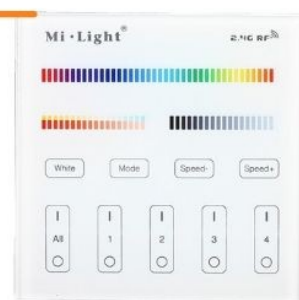 Mi·Light® 2.4G RF
White Mode Speed- Speed+
I I I I I
All 1 2 3 4
O O O O O